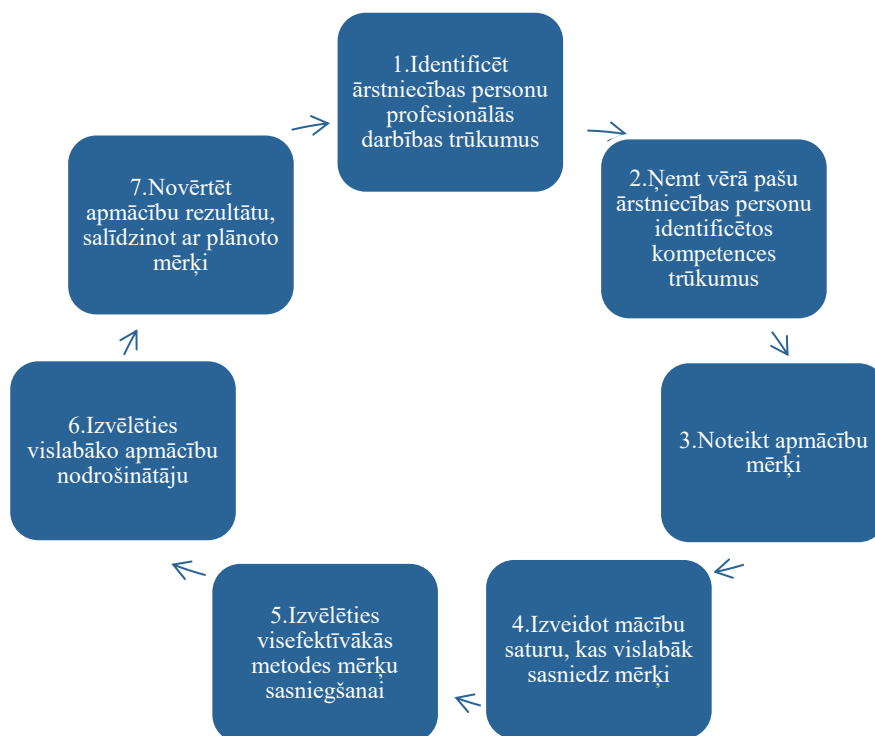 1.Identificēt
ārstniecības personu
profesionālās
darbības trūkumus
2.Ņemt vērā pašu
ārstniecības personu
identificētos
kompetences
trūkumus
3.Noteikt apmācību
mērķi
4.Izveidot mācību
saturu, kas vislabāk
sasniedz mērķi
5.Izvēlēties
visefektīvākās
metodes mērķu
sasniegšanai
6.Izvēlēties
vislabāko apmācību
nodrošinātāju
7.Novērtēt
apmācību rezultātu,
salīdzinot ar plānoto
mērķi